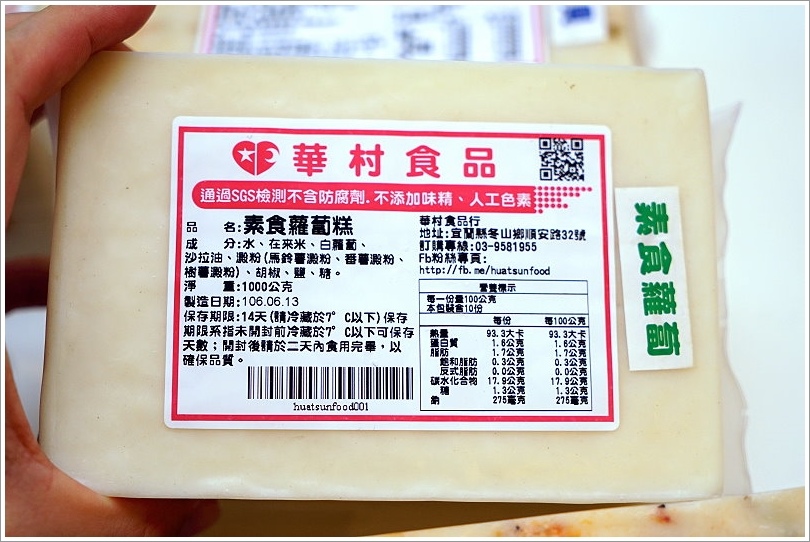 華村食品
通過SGS檢測不含防腐劑.不添加味精、人工色素
品　名:素食蘿蔔糕
成　分:水、在來米、白蘿蔔、
沙拉油、澱粉(馬鈴薯澱粉、番薯澱粉、
樹薯澱粉)、胡椒、鹽、糖。
淨　重:1000公克
製造日期:106.06.13
保存期限:14天(請冷藏於7°C以下)保存
期限系指未開封前冷藏於7°C以下可保存
天數；開封後請於二天內食用完畢，以
確保品質。
huatsunfood001
華村食品行
地址:宜蘭縣冬山鄉順安路32號
訂購專線:03-9581955
Fb粉絲專頁:
http://fb.me/huatsunfood
營養標示
每一份量100公克
本包裝含10份
每份 每100公克
熱量 93.3大卡 93.3大卡
蛋白質 1.6公克 1.6公克
脂肪 1.7公克 1.7公克
飽和脂肪 0.3公克 0.3公克
反式脂肪 0.0公克 0.0公克
碳水化合物 17.9公克 17.9公克
糖 1.3公克 1.3公克
鈉 275毫克 275毫克
素食蘿蔔